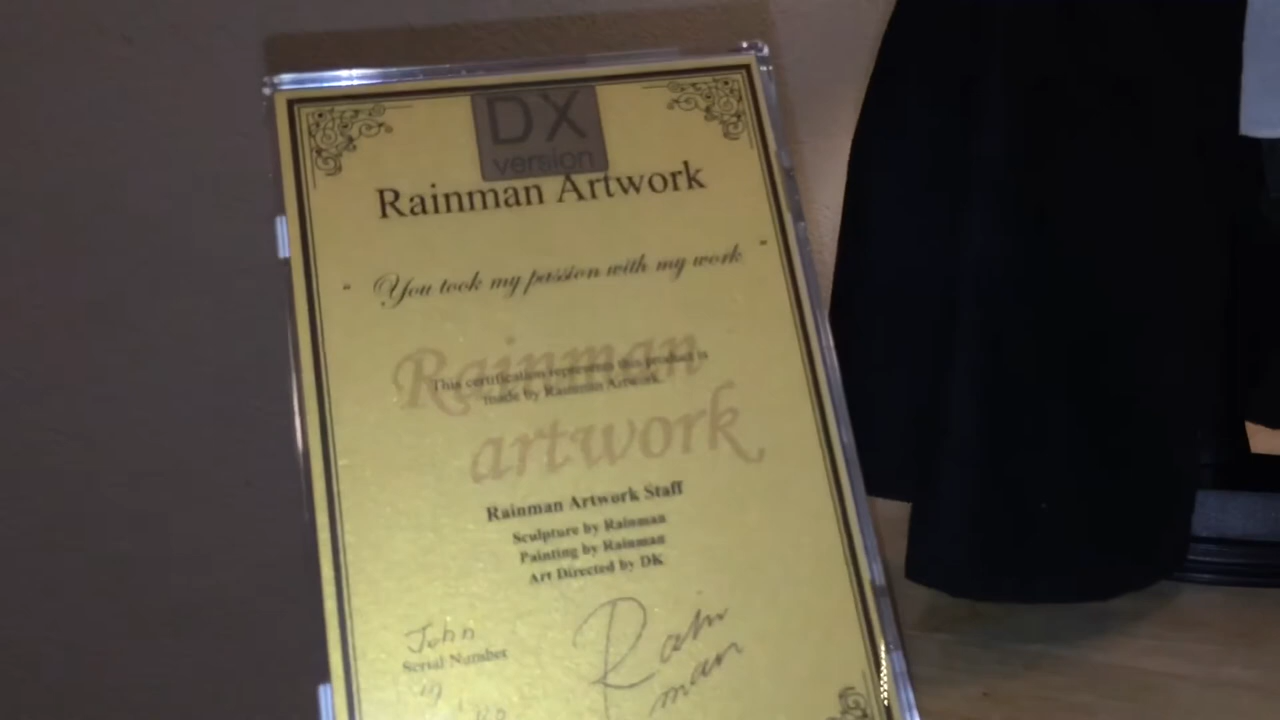 DX
version
Rainman Artwork
" You took my passion with my work "
Rainman
This certification represents this product is
made by Rainman Artwork
artwork
Rainman Artwork Staff
Sculpture by Rainman
Painting by Rainman
Art Directed by DK
John
Serial Number
Rain
man